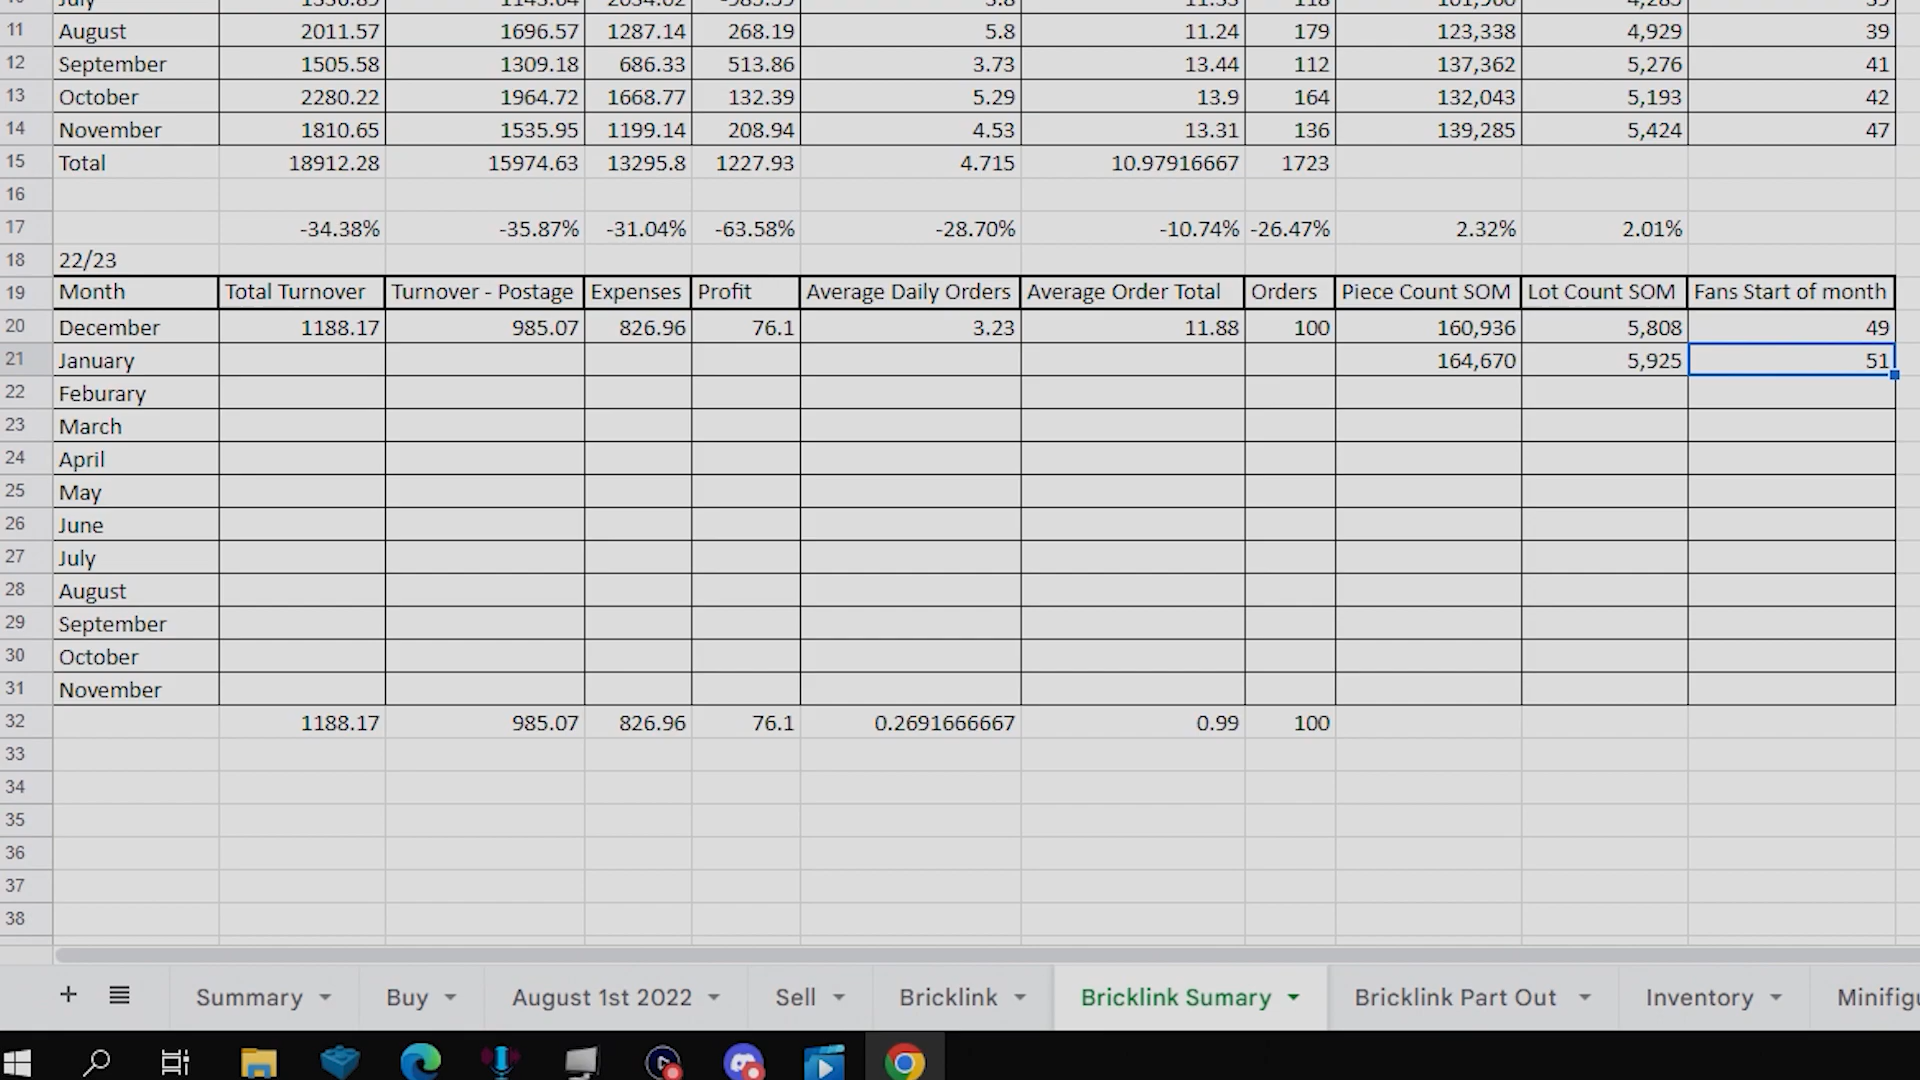 11 August 2011.57 1696.57 1287.14 268.19 5.8 11.24 179 123,338 4,929 39
12 September 1505.58 1309.18 686.33 513.86 3.73 13.44 112 137,362 5,276 41
13 October 2280.22 1964.72 1668.77 132.39 5.29 13.9 164 132,043 5,193 42
14 November 1810.65 1535.95 1199.14 208.94 4.53 13.31 136 139,285 5,424 47
15 Total 18912.28 15974.63 13295.8 1227.93 4.715 10.97916667 1723
16
17 -34.38% -35.87% -31.04% -63.58% -28.70% -10.74% -26.47% 2.32% 2.01%
18 22/23
19 Month Total Turnover Turnover - Postage Expenses Profit Average Daily Orders Average Order Total Orders Piece Count SOM Lot Count SOM Fans Start of month
20 December 1188.17 985.07 826.96 76.1 3.23 11.88 100 160,936 5,808 49
21 January 164,670 5,925 51
22 Feburary
23 March
24 April
25 May
26 June
27 July
28 August
29 September
30 October
31 November
32 1188.17 985.07 826.96 76.1 0.2691666667 0.99 100
33
34
35
36
37
38
Summary Buy August 1st 2022 Sell Bricklink Bricklink Sumary Bricklink Part Out Inventory